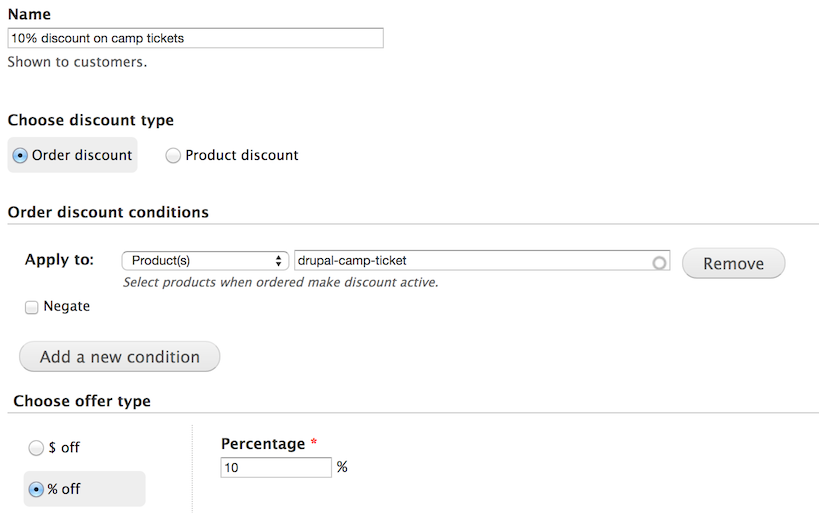 Name
10% discount on camp tickets
Shown to customers.
Choose discount type
Order discount Product discount
Order discount conditions
Apply to: Product(s) drupal-camp-ticket Remove
Select products when ordered make discount active.
Negate
Add a new condition
Choose offer type
$ off
Percentage *
10 %
% off